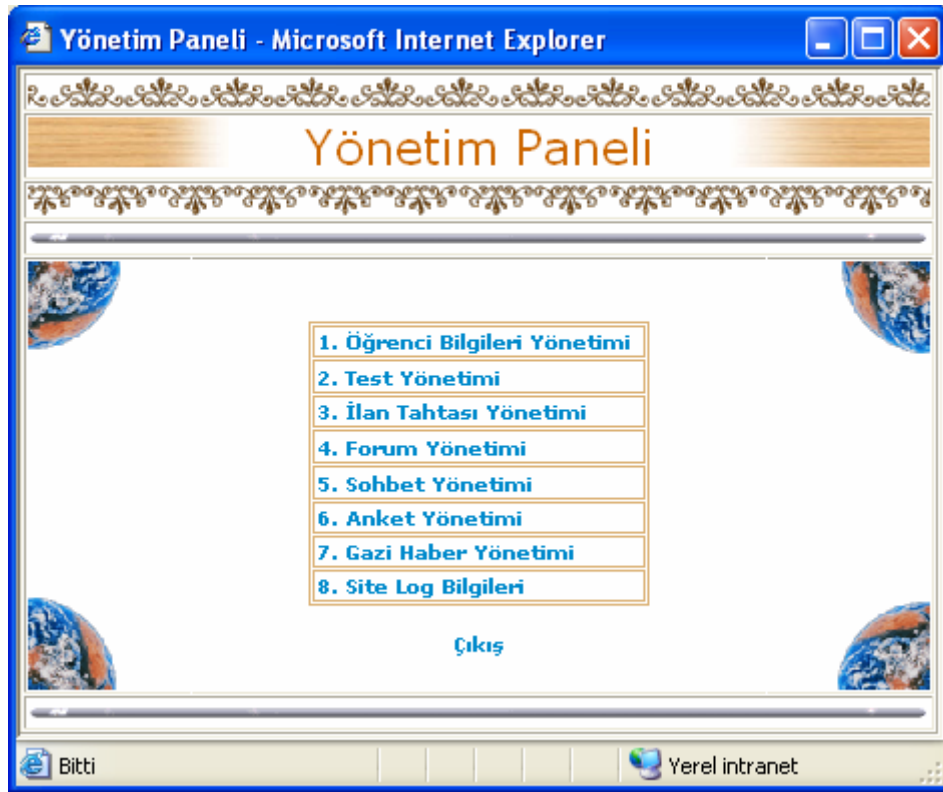 Yönetim Paneli - Microsoft Internet Explorer
Yönetim Paneli
1. Öğrenci Bilgileri Yönetimi
2. Test Yönetimi
3. İlan Tahtası Yönetimi
4. Forum Yönetimi
5. Sohbet Yönetimi
6. Anket Yönetimi
7. Gazi Haber Yönetimi
8. Site Log Bilgileri
Çıkış
Bitti
Yerel intranet